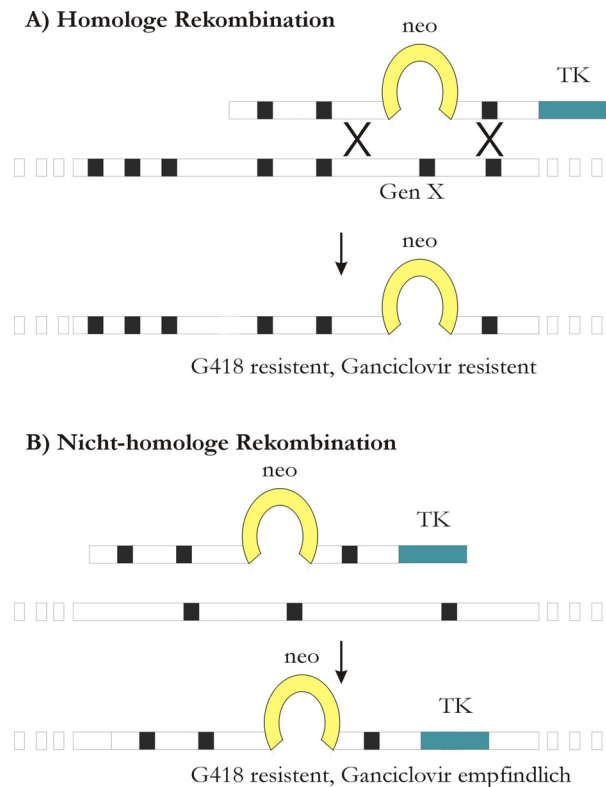 A) Homologe Rekombination
neo
TK
Gen X
neo
G418 resistent, Ganciclovir resistent
B) Nicht-homologe Rekombination
neo
TK
neo
TK
G418 resistent, Ganciclovir empfindlich